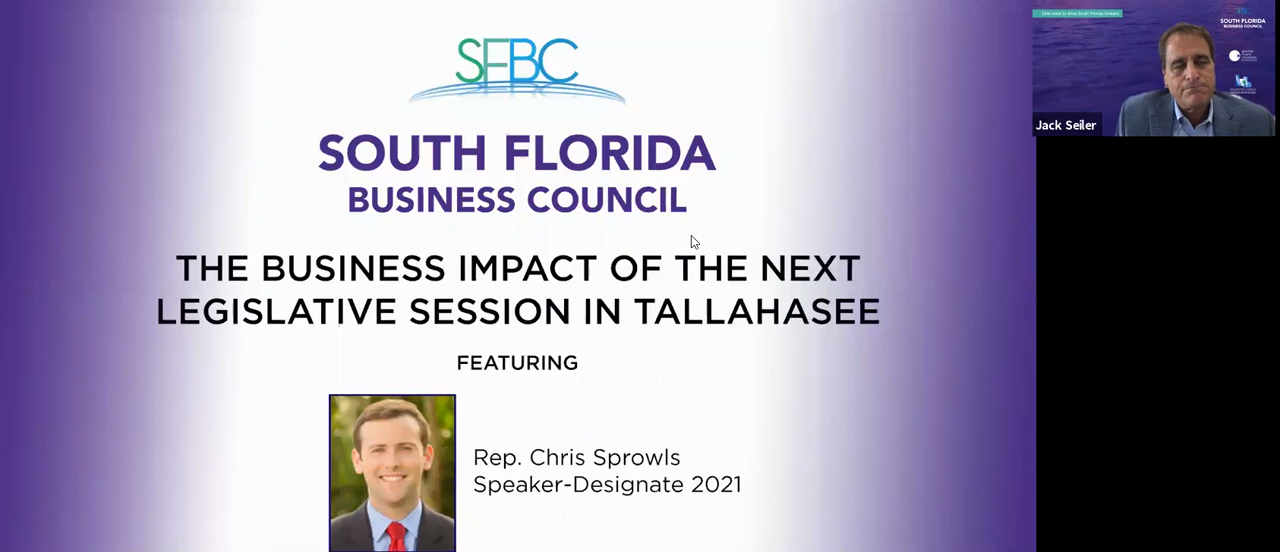 SFBC
SOUTH FLORIDA
BUSINESS COUNCIL
THE BUSINESS IMPACT OF THE NEXT
LEGISLATIVE SESSION IN TALLAHASEE
FEATURING
Rep. Chris Sprowls
Speaker-Designate 2021
SFBC
SOUTH FLORIDA
BUSINESS COUNCIL
Jack Seiler